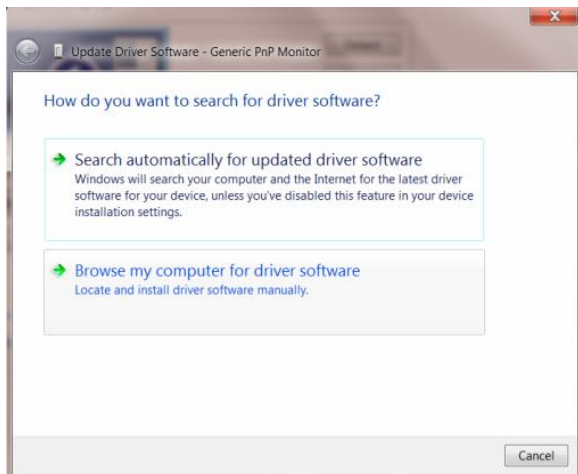 Update Driver Software - Generic PnP Monitor
How do you want to search for driver software?
Search automatically for updated driver software
Windows will search your computer and the Internet for the latest driver
software for your device, unless you've disabled this feature in your device
installation settings.
Browse my computer for driver software
Locate and install driver software manually.
Cancel